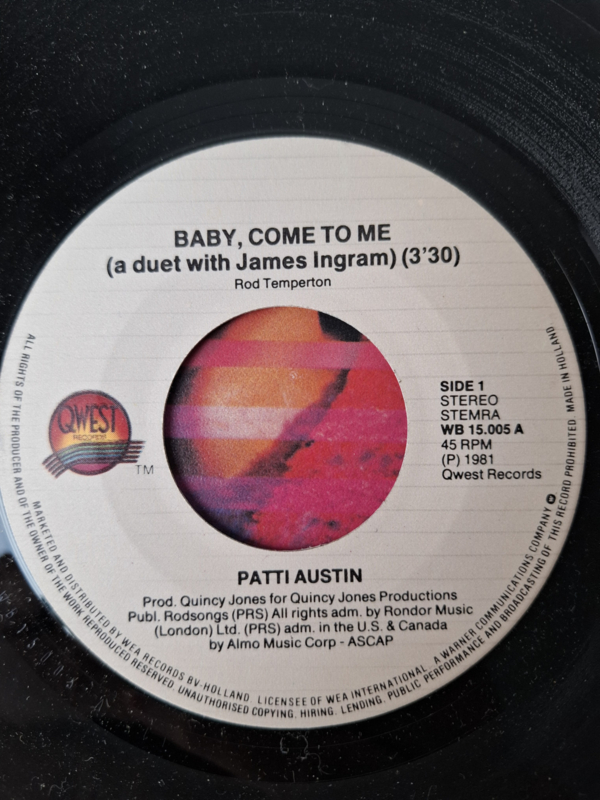 BABY, COME TO ME
(a duet with James Ingram) (3'30)
Rod Temperton
QWEST
RECORDS
TM
SIDE 1
STEREO
STEMRA
WB 15.005 A
45 RPM
(P) 1981
Qwest Records
PATTI AUSTIN
Prod. Quincy Jones for Quincy Jones Productions
Publ. Rodsongs (PRS) All rights adm. by Rondor Music
(London) Ltd. (PRS) adm. in the U.S. & Canada
by Almo Music Corp - ASCAP
MARKETED AND DISTRIBUTED BY WEA RECORDS BV-HOLLAND LICENSEE OF WEA INTERNATIONAL. A WARNER COMMUNICATIONS COMPANY
ALL RIGHTS OF THE PRODUCER AND OF THE OWNER OF THE WORK REPRODUCED RESERVED. UNAUTHORISED COPYING. HIRING. LENDING. PUBLIC PERFORMANCE AND BROADCASTING OF THIS RECORD PROHIBITED MADE IN HOLLAND